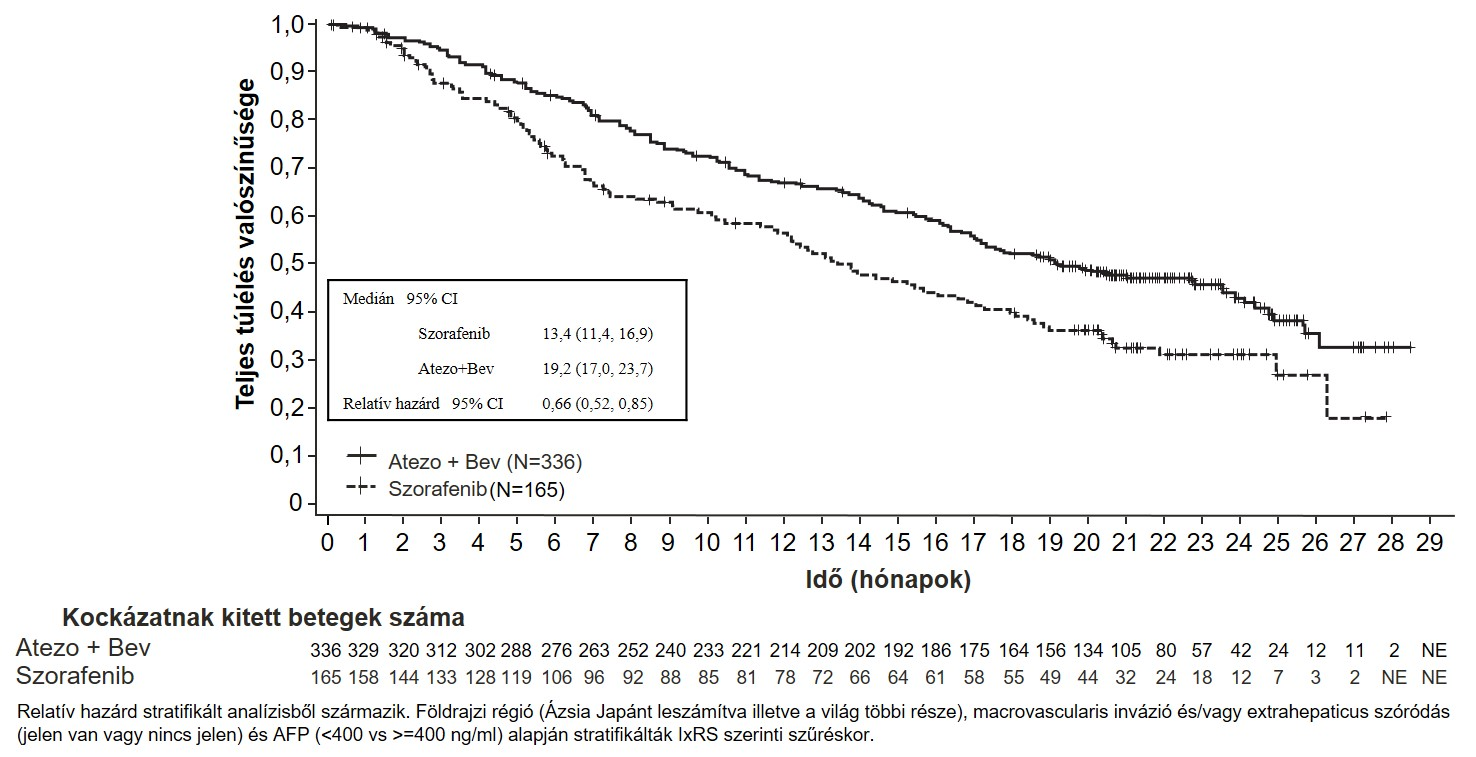 Teljes túlélés valószínűsége
1,0
0,9
0,8
0,7
0,6
0,5
0,4
0,3
0,2
0,1
0
Medián 95% CI
Szorafenib 13,4 (11,4, 16,9)
Atezo+Bev 19,2 (17,0, 23,7)
Relatív hazárd 95% CI 0,66 (0,52, 0,85)
Atezo + Bev (N=336)
Szorafenib (N=165)
0 1 2 3 4 5 6 7 8 9 10 11 12 13 14 15 16 17 18 19 20 21 22 23 24 25 26 27 28 29
Idő (hónapok)
Kockázatnak kitett betegek száma
Atezo + Bev 336 329 320 312 302 288 276 263 252 240 233 221 214 209 202 192 186 175 164 156 134 105 80 57 42 24 12 11 2 NE
Szorafenib 165 158 144 133 128 119 106 96 92 88 85 81 78 72 66 64 61 58 55 49 44 32 24 18 12 7 3 2 NE NE
Relatív hazárd stratifikált analízisből származik. Földrajzi régió (Ázsia Japánt leszámítva illetve a világ többi része), macrovascularis invázió és/vagy extrahepaticus szóródás
(jelen van vagy nincs jelen) és AFP (<400 vs >=400 ng/ml) alapján stratifikálták IxRS szerinti szűréskor.